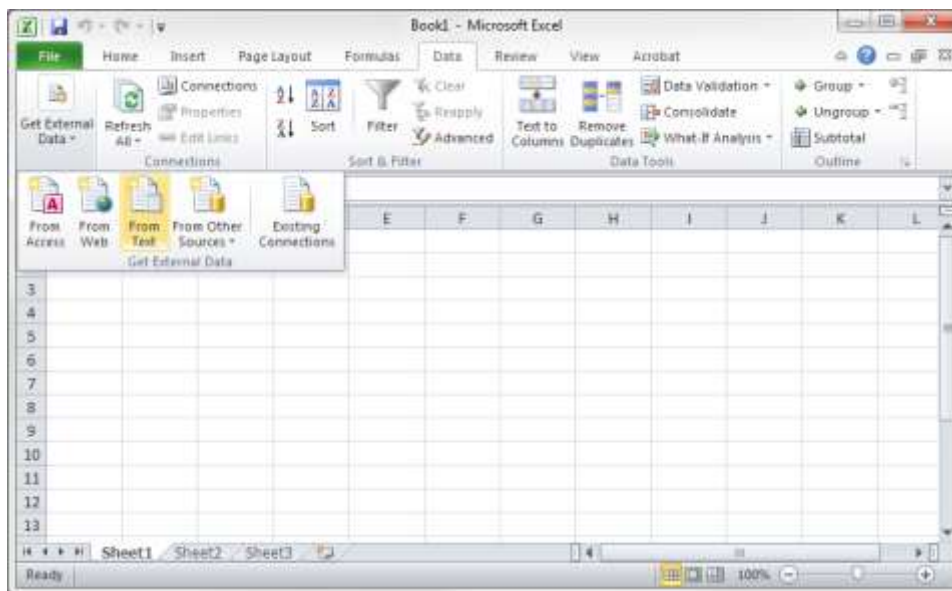 Book1 - Microsoft Excel
File Home Insert Page Layout Formulas Data Review View Acrobat
Get External Data
Refresh All
Connections
Properties
Edit Links
Connections
Sort
Filter
Clear
Reapply
Advanced
Sort & Filter
Text to Columns
Remove Duplicates
Data Validation
Consolidate
What-If Analysis
Data Tools
Group
Ungroup
Subtotal
Outline
From Access
From Web
From Text
From Other Sources
Existing Connections
Get External Data
E F G H I J K L
3
4
5
6
7
8
9
10
11
12
13
Sheet1 Sheet2 Sheet3
Ready 100%